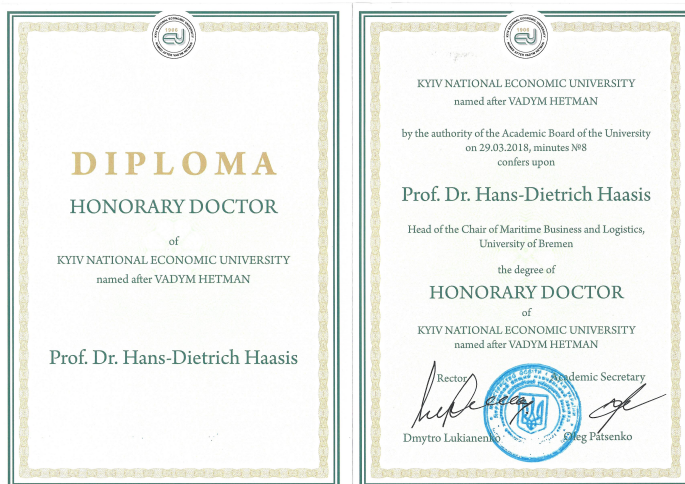 1906
DIPLOMA
HONORARY DOCTOR
of
KYIV NATIONAL ECONOMIC UNIVERSITY
named after VADYM HETMAN
Prof. Dr. Hans-Dietrich Haasis
1906
KYIV NATIONAL ECONOMIC UNIVERSITY
named after VADYM HETMAN
by the authority of the Academic Board of the University
on 29.03.2018, minutes №8
confers upon
Prof. Dr. Hans-Dietrich Haasis
Head of the Chair of Maritime Business and Logistics,
University of Bremen
the degree of
HONORARY DOCTOR
of
KYIV NATIONAL ECONOMIC UNIVERSITY
named after VADYM HETMAN
Rector Academic Secretary
Dmytro Lukianenko Oleg Patsenko